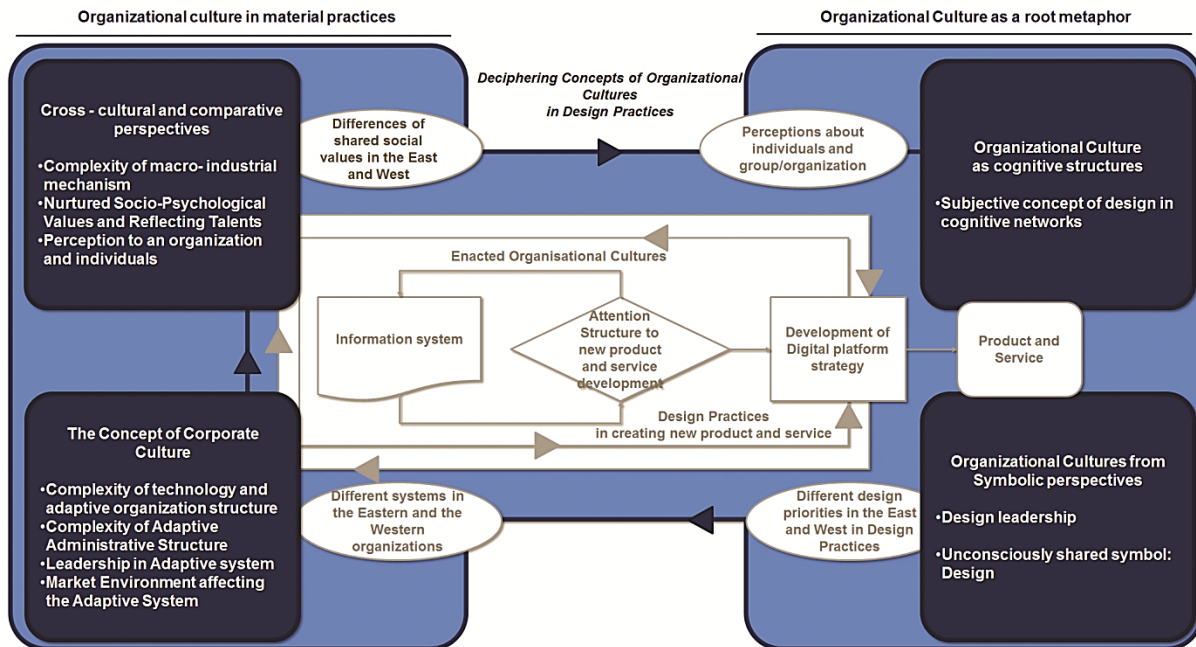 Organizational culture in material practices
Organizational Culture as a root metaphor
Cross - cultural and comparative
perspectives
•Complexity of macro- industrial
mechanism
•Nurtured Socio-Psychological
Values and Reflecting Talents
•Perception to an organization
and individuals
Differences of
shared social
values in the East
and West
Deciphering Concepts of Organizational
Cultures
in Design Practices
Perceptions about
individuals and
group/organization
Organizational Culture
as cognitive structures
•Subjective concept of design in
cognitive networks
Enacted Organisational Cultures
Information system
Attention
Structure to
new product
and service
development
Development of
Digital platform
strategy
Product and
Service
Design Practices
in creating new product and service
The Concept of Corporate
Culture
•Complexity of technology and
adaptive organization structure
•Complexity of Adaptive
Administrative Structure
•Leadership in Adaptive system
•Market Environment affecting
the Adaptive System
Different systems in
the Eastern and the
Western
organizations
Different design
priorities in the East
and West in Design
Practices
Organizational Cultures from
Symbolic perspectives
•Design leadership
•Unconsciously shared symbol:
Design